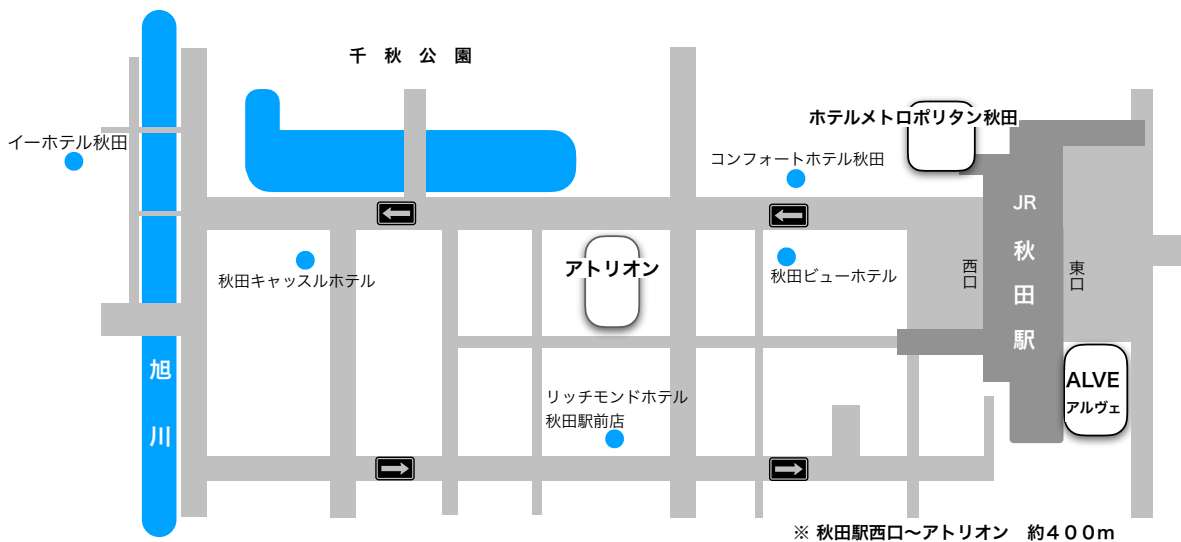 千 秋 公 園
ホテルメトロポリタン秋田
イーホテル秋田
コンフォートホテル秋田
JR
秋
田
駅
西口
東口
アトリオン
秋田キャッスルホテル
秋田ビューホテル
旭
川
ALVE
アルヴェ
リッチモンドホテル
秋田駅前店
※ 秋田駅西口〜アトリオン　約４００ｍ